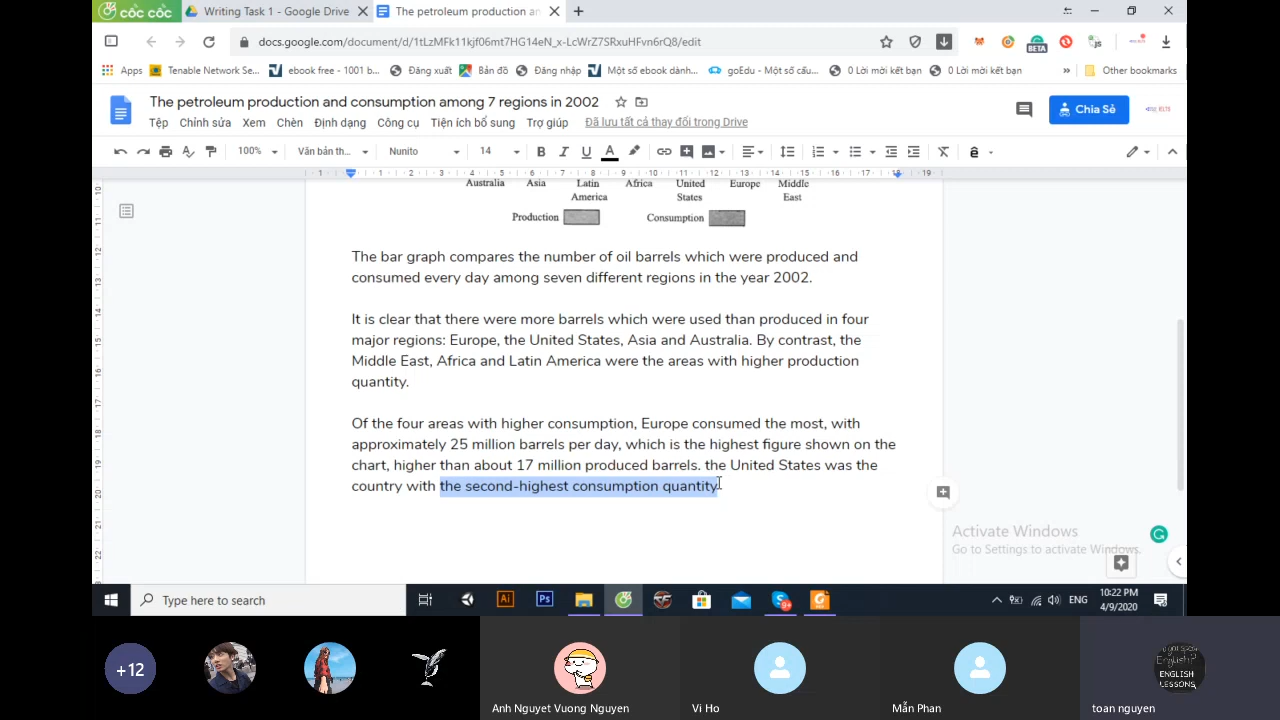 cốc cốc
Writing Task 1 - Google Drive
The petroleum production an
docs.google.com/document/d/1tLzMFk11kjf06mt7HG14eN_x-LcWrZ7SRxuHFvn6rQ8/edit
BETA
Apps Tenable Network Se... ebook free - 1001 b... Đăng xuất Bản đồ Đăng nhập Một số ebook dành... goEdu - Một số câu... 0 Lời mời kết bạn 0 Lời mời kết bạn » Other bookmarks
The petroleum production and consumption among 7 regions in 2002
Chia Sẻ
Tệp Chỉnh sửa Xem Chèn Định dạng Công cụ Tiện ích bổ sung Trợ giúp Đã lưu tất cả thay đổi trong Drive
100% Văn bản th... Nunito 14
Australia Asia Latin America Africa United States Europe Middle East
Production Consumption
The bar graph compares the number of oil barrels which were produced and
consumed every day among seven different regions in the year 2002.
It is clear that there were more barrels which were used than produced in four
major regions: Europe, the United States, Asia and Australia. By contrast, the
Middle East, Africa and Latin America were the areas with higher production
quantity.
Of the four areas with higher consumption, Europe consumed the most, with
approximately 25 million barrels per day, which is the highest figure shown on the
chart, higher than about 17 million produced barrels. the United States was the
country with the second-highest consumption quantity
Activate Windows
Go to Settings to activate Windows.
Type here to search
Ai
Ps
ENG
10:22 PM
4/9/2020
+12
Anh Nguyet Vuong Nguyen
Vi Ho
Mẫn Phan
English?
ENGLISH
LESSONS
toan nguyen